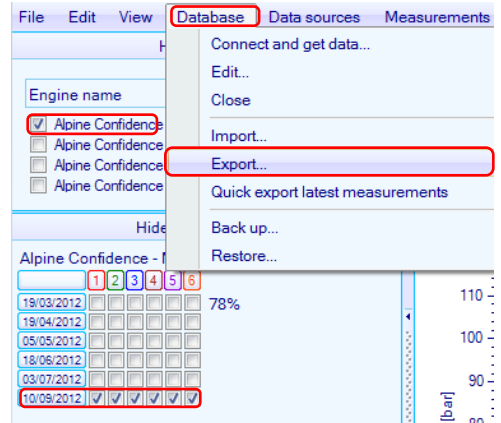 File Edit View Database Data sources Measurements
H
Connect and get data...
Edit...
Close
Import...
Export...
Quick export latest measurements
Back up...
Restore...
Engine name
Alpine Confidence
Alpine Confidence
Alpine Confidence
Alpine Confidence
Hide
Alpine Confidence -
1 2 3 4 5 6
19/03/2012 78%
19/04/2012
05/05/2012
18/06/2012
03/07/2012
10/09/2012
110
100
90
80
[bar]